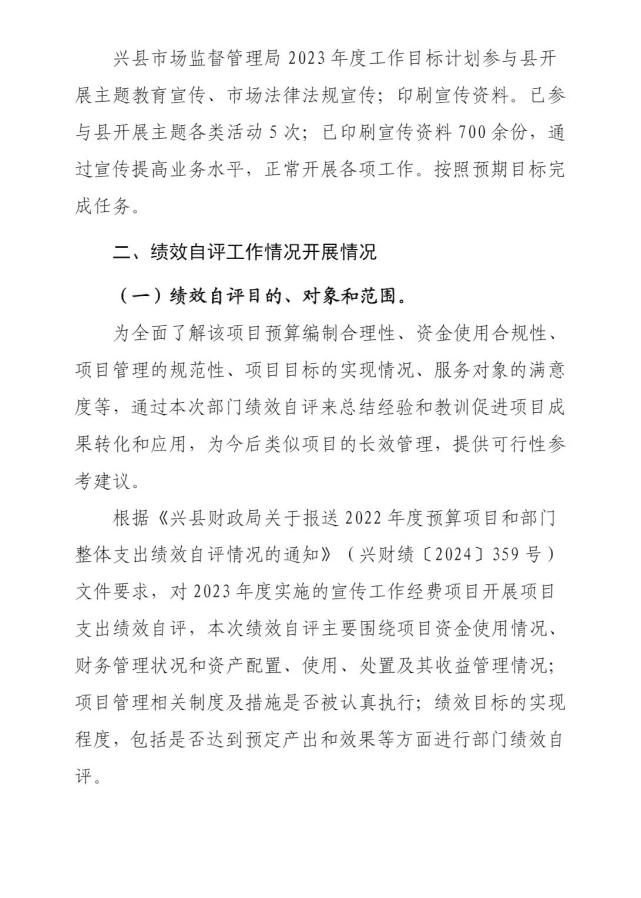 兴县市场监督管理局 2023 年度工作目标计划参与县开
展主题教育宣传、市场法律法规宣传；印刷宣传资料。已参
与县开展主题各类活动 5 次；已印刷宣传资料 700 余份，通
过宣传提高业务水平，正常开展各项工作。按照预期目标完
成任务。
二、绩效自评工作情况开展情况
（一）绩效自评目的、对象和范围。
为全面了解该项目预算编制合理性、资金使用合规性、
项目管理的规范性、项目目标的实现情况、服务对象的满意
度等，通过本次部门绩效自评来总结经验和教训促进项目成
果转化和应用，为今后类似项目的长效管理，提供可行性参
考建议。
根据《兴县财政局关于报送 2022 年度预算项目和部门
整体支出绩效自评情况的通知》（兴财绩〔2024〕359 号）
文件要求，对 2023 年度实施的宣传工作经费项目开展项目
支出绩效自评，本次绩效自评主要围绕项目资金使用情况、
财务管理状况和资产配置、使用、处置及其收益管理情况；
项目管理相关制度及措施是否被认真执行；绩效目标的实现
程度，包括是否达到预定产出和效果等方面进行部门绩效自
评。